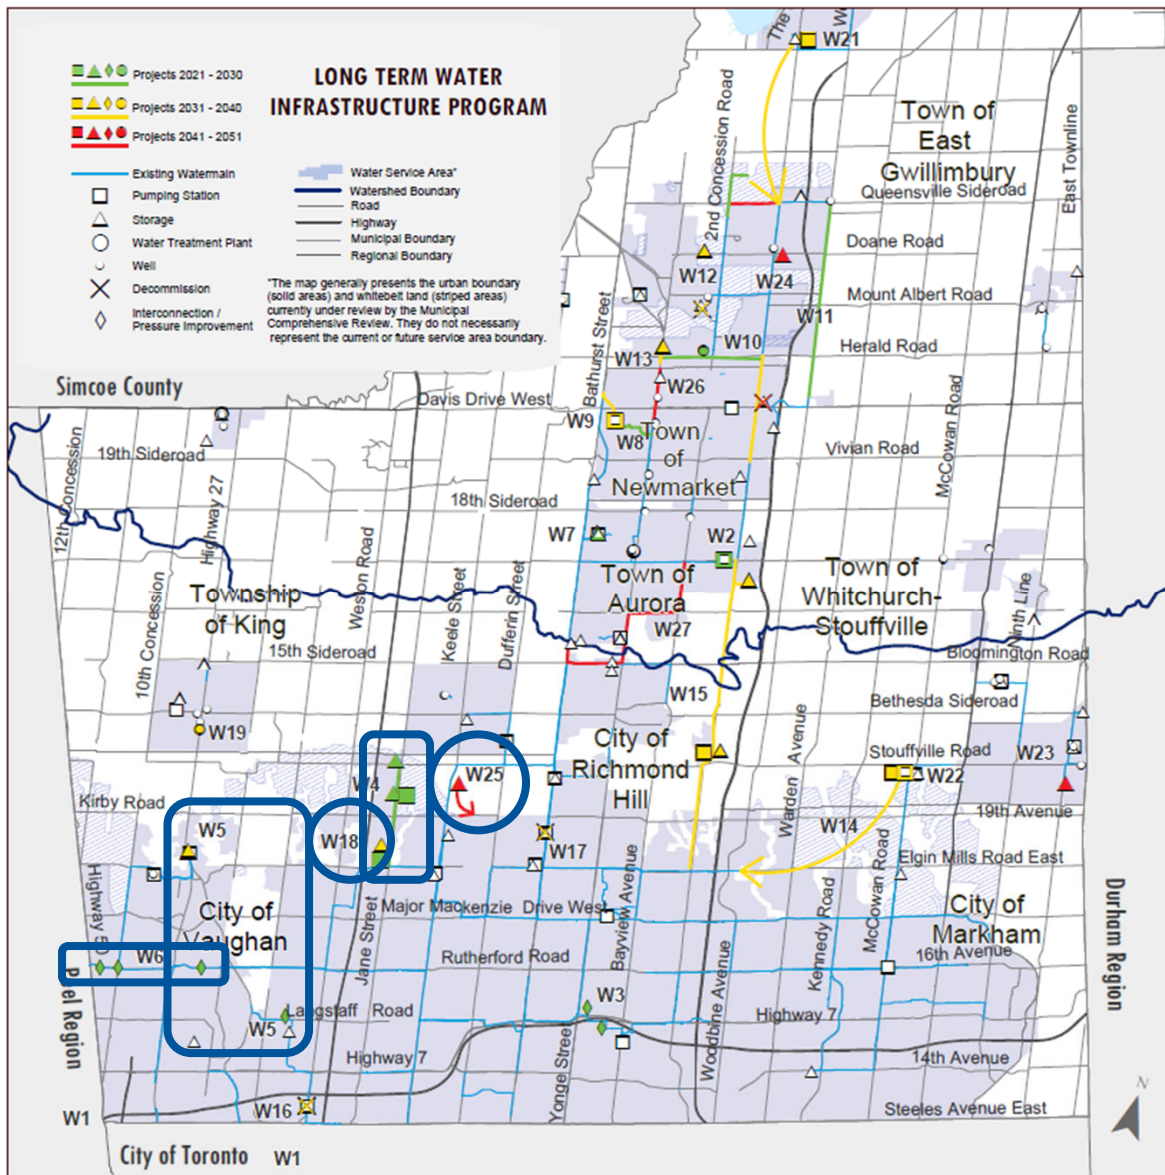 LONG TERM WATER
INFRASTRUCTURE PROGRAM
Projects 2021 - 2030
Projects 2031 - 2040
Projects 2041 - 2051
Existing Watermain
Pumping Station
Storage
Water Treatment Plant
Well
Decommission
Interconnection /
Pressure Improvement
Water Service Area*
Watershed Boundary
Road
Highway
Municipal Boundary
Regional Boundary
*The map generally presents the urban boundary
(solid areas) and whitebelt land (striped areas)
currently under review by the Municipal
Comprehensive Review. They do not necessarily
represent the current or future service area boundary.
The
W21
2nd Concession Road
Town of
East
Gwillimbury
Queensville Sideroad
East Townline
Doane Road
W12
W24
Mount Albert Road
W11
Bathurst Street
W10
Herald Road
W13
Simcoe County
W26
Davis Drive West
McCowan Road
W9
W8
Town
of
Newmarket
Vivian Road
12th Concession
19th Sideroad
Highway 27
18th Sideroad
W7
W2
Weston Road
Keele Street
Dufferin Street
Township
of King
Town of
Aurora
Town of
Whitchurch-
Stouffville
Ninth Line
10th Concession
15th Sideroad
W27
Bloomington Road
W15
Bethesda Sideroad
W19
City of
Richmond
Hill
Warden Avenue
Stouffville Road
W23
W22
W4
W25
Kirby Road
19th Avenue
W5
W18
W14
W17
Elgin Mills Road East
Highway 50
City of
Vaughan
Major Mackenzie Drive West
Bayview Avenue
Kennedy Road
McCowan Road
City of
Markham
16th Avenue
Durham Region
Jane Street
W6
Rutherford Road
Peel Region
W3
Woodbine Avenue
W5
Langstaff Road
Highway 7
Highway 7
14th Avenue
Yonge Street
W16
W1
Steeles Avenue East
City of Toronto
W1
N